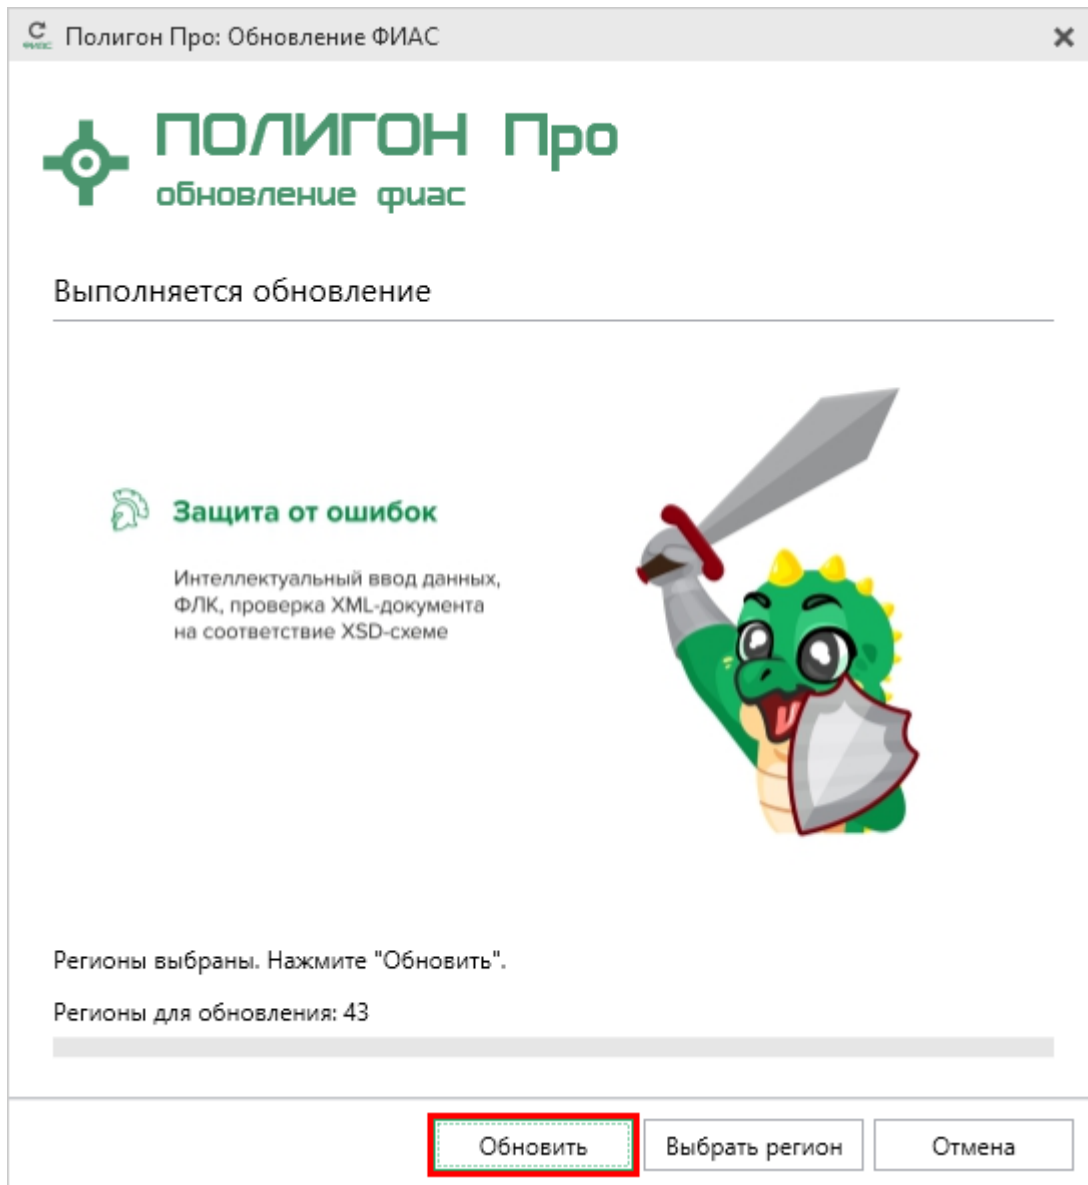 ФИАС
Полигон Про: Обновление ФИАС
ПОЛИГОН Про
обновление фиас
Выполняется обновление
Защита от ошибок
Интеллектуальный ввод данных,
ФЛК, проверка XML-документа
на соответствие XSD-схеме
Регионы выбраны. Нажмите "Обновить".
Регионы для обновления: 43
Обновить
Выбрать регион
Отмена